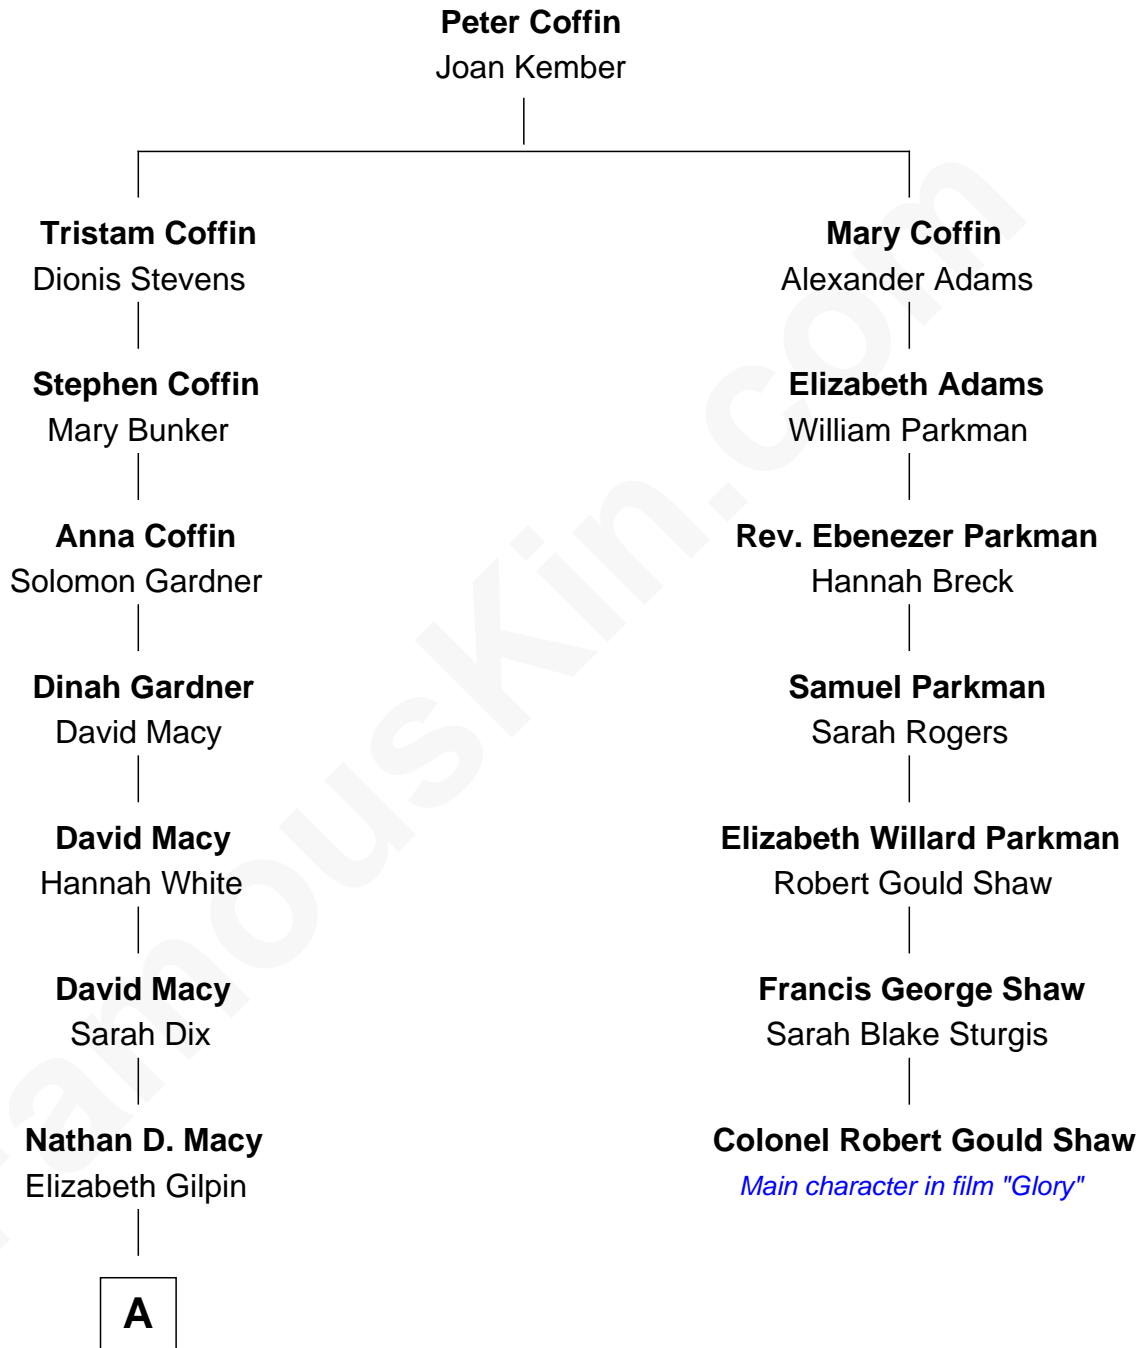 Peter Coffin
Joan Kember
Tristam Coffin
Dionis Stevens
Mary Coffin
Alexander Adams
Stephen Coffin
Mary Bunker
Elizabeth Adams
William Parkman
Anna Coffin
Solomon Gardner
Rev. Ebenezer Parkman
Hannah Breck
Dinah Gardner
David Macy
Samuel Parkman
Sarah Rogers
David Macy
Hannah White
Elizabeth Willard Parkman
Robert Gould Shaw
David Macy
Sarah Dix
Francis George Shaw
Sarah Blake Sturgis
Nathan D. Macy
Elizabeth Gilpin
Colonel Robert Gould Shaw
Main character in film "Glory"
A
FamousKin.com